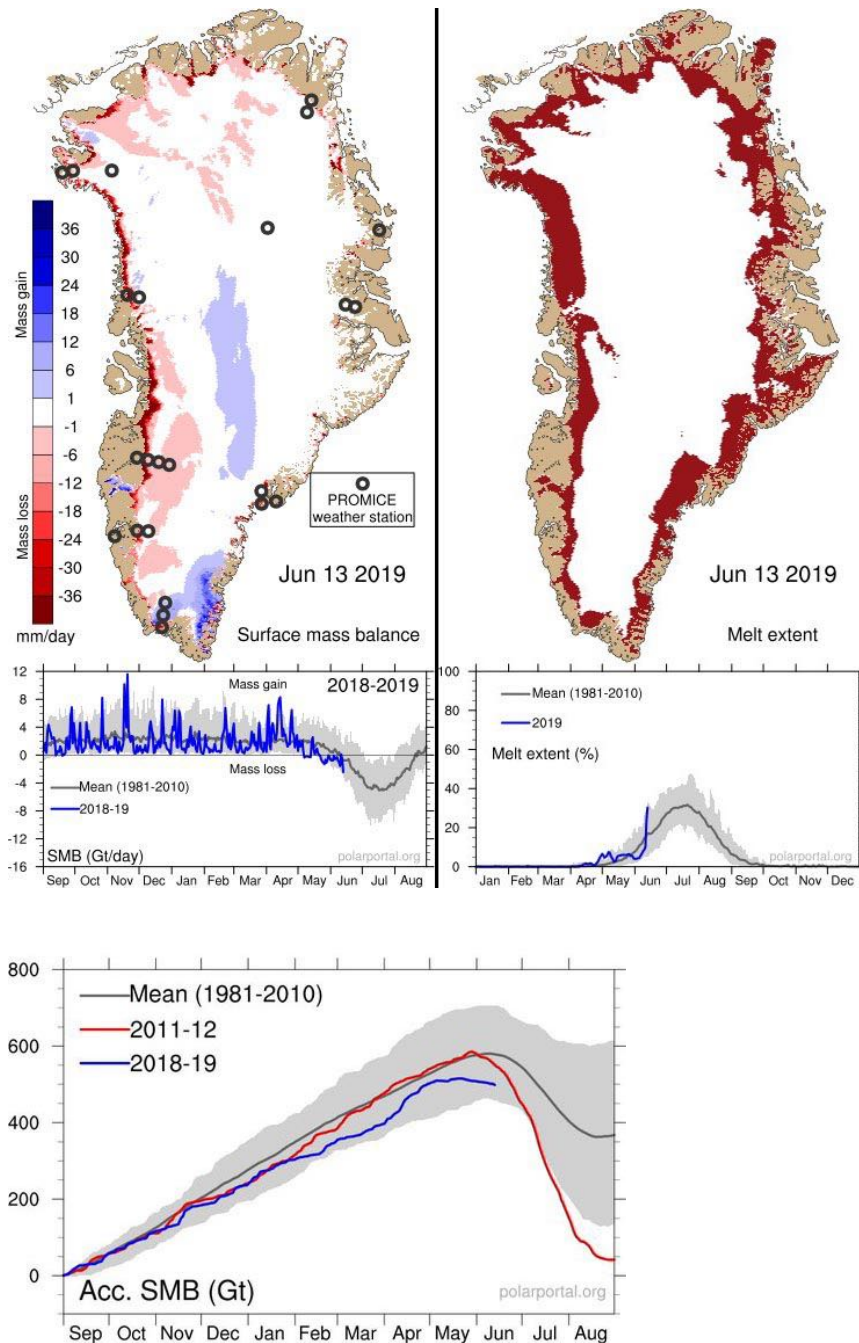 Mass gain
36
30
24
18
12
6
1
-1
-6
-12
-18
-24
-30
-36
Mass loss
mm/day
PROMICE
weather station
Jun 13 2019
Surface mass balance
Jun 13 2019
Melt extent
12
8
4
0
-4
-8
-12
-16
Mass gain
2018-2019
Mass loss
Mean (1981-2010)
2018-19
SMB (Gt/day)
polarportal.org
Sep Oct Nov Dec Jan Feb Mar Apr May Jun Jul Aug
100
80
60
40
20
0
Mean (1981-2010)
2019
Melt extent (%)
polarportal.org
Jan Feb Mar Apr May Jun Jul Aug Sep Oct Nov Dec
800
600
400
200
0
Mean (1981-2010)
2011-12
2018-19
Acc. SMB (Gt)
polarportal.org
Sep Oct Nov Dec Jan Feb Mar Apr May Jun Jul Aug